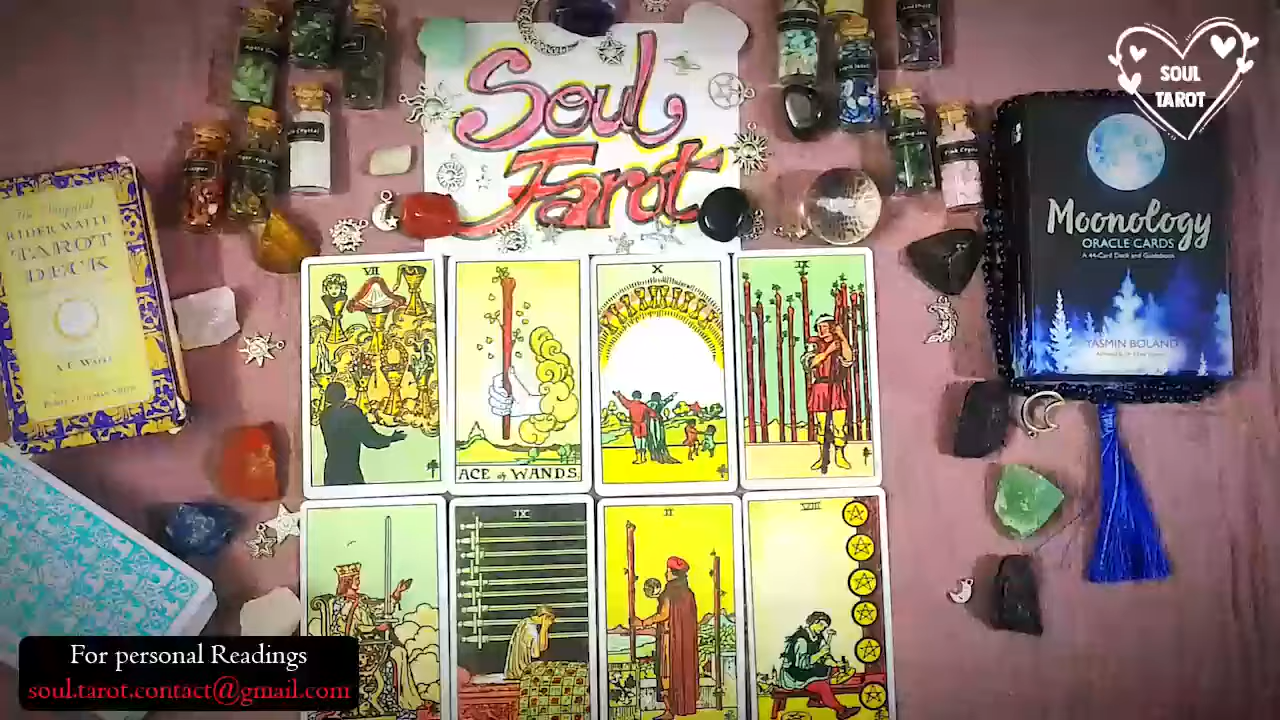 Soul
Tarot
SOUL
TAROT
The Original
RIDER WAITE
TAROT
DECK
A.E. WAITE
Moonology
ORACLE CARDS
A 44-Card Deck and Guidebook
YASMIN BOLAND
VII
X
IX
ACE of WANDS.
IX
II
VIII
For personal Readings
soul.tarot.contact@gmail.com